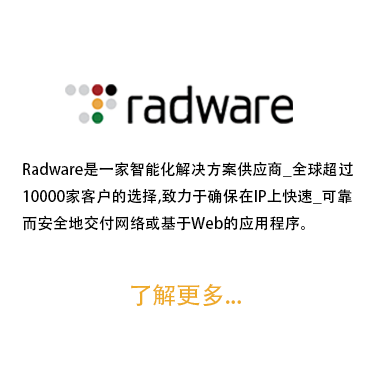 radware
Radware是一家智能化解决方案供应商_全球超过
10000家客户的选择,致力于确保在IP上快速_可靠
而安全地交付网络或基于Web的应用程序。
了解更多...